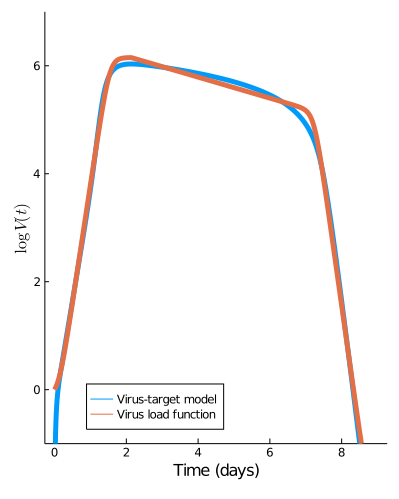 6
4
2
0
log V(t)
Virus-target model
Virus load function
0 2 4 6 8
Time (days)